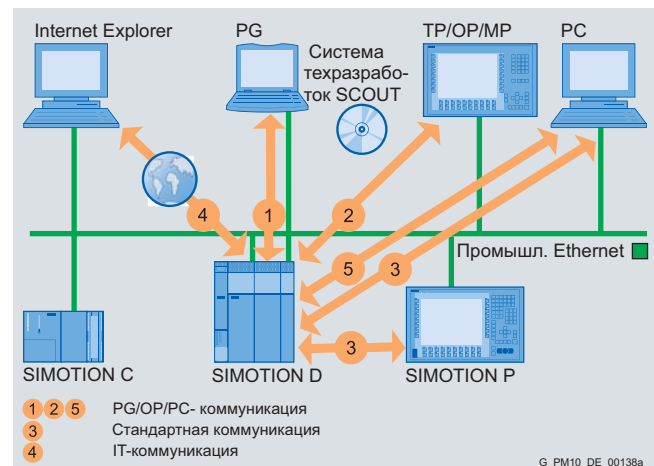 Internet Explorer
PG
TP/OP/MP
PC
Система
техразрабо-
ток SCOUT
4
1
2
5
3
Промышл. Ethernet
3
SIMOTION C
SIMOTION D
SIMOTION P
1 2 5 PG/OP/PC- коммуникация
3 Стандартная коммуникация
4 IT-коммуникация
G_PM10_DE_00138a